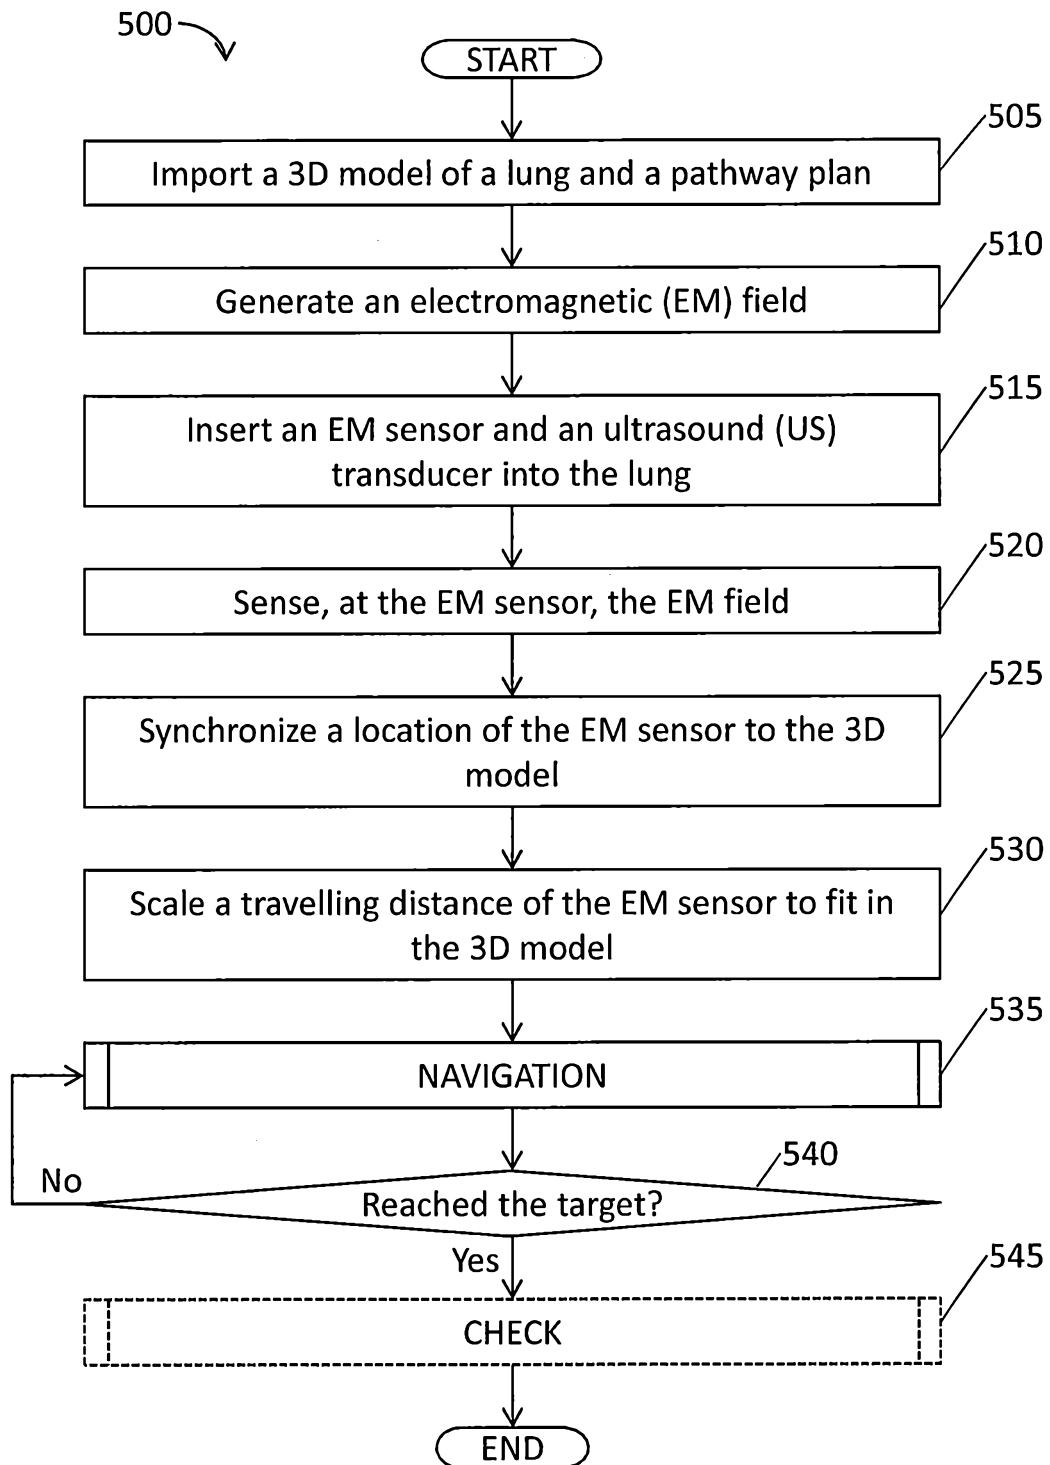 500
START
505
Import a 3D model of a lung and a pathway plan
510
Generate an electromagnetic (EM) field
515
Insert an EM sensor and an ultrasound (US)
transducer into the lung
520
Sense, at the EM sensor, the EM field
525
Synchronize a location of the EM sensor to the 3D
model
530
Scale a travelling distance of the EM sensor to fit in
the 3D model
535
NAVIGATION
540
No
Reached the target?
Yes
545
CHECK
END